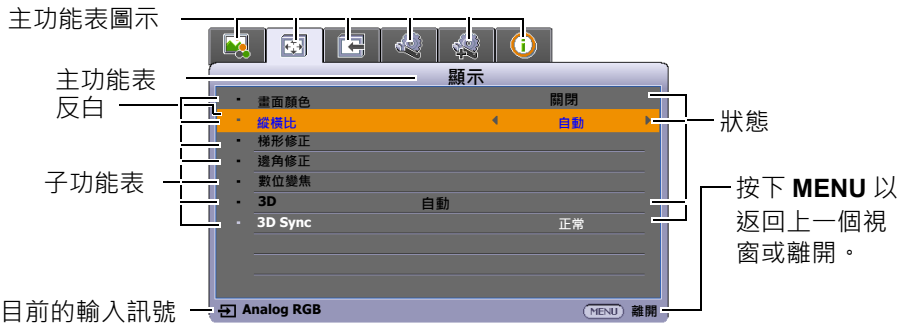 主功能表圖示
主功能表
顯示
反白
畫面顏色 關閉
縱橫比 自動
狀態
梯形修正
邊角修正
子功能表
數位變焦
3D 自動
3D Sync 正常
按下 MENU 以
返回上一個視
窗或離開。
目前的輸入訊號
Analog RGB
MENU 離開